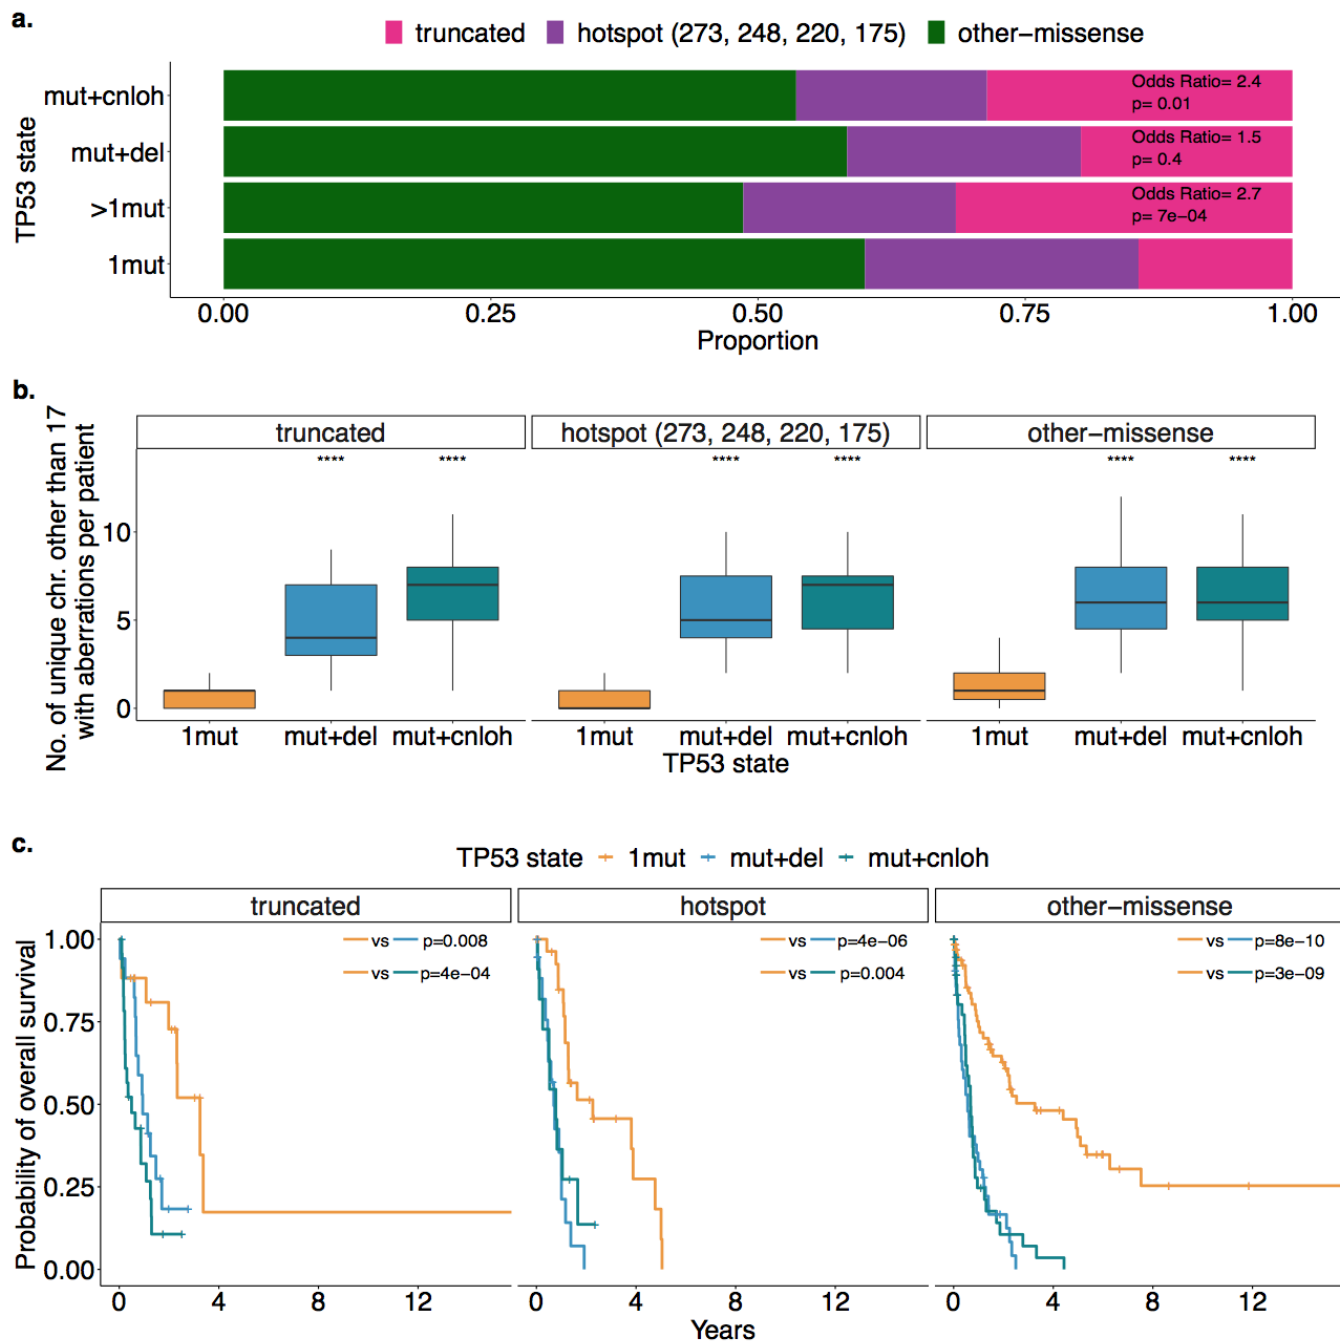 a.
truncated hotspot (273, 248, 220, 175) other−missense
TP53 state
mut+cnloh
Odds Ratio= 2.4
p= 0.01
mut+del
Odds Ratio= 1.5
p= 0.4
>1mut
Odds Ratio= 2.7
p= 7e−04
1mut
0.00 0.25 0.50 0.75 1.00
Proportion
b.
No. of unique chr. other than 17
with aberrations per patient
truncated hotspot (273, 248, 220, 175) other−missense
**** **** **** **** **** ****
10
5
0
1mut mut+del mut+cnloh 1mut mut+del mut+cnloh 1mut mut+del mut+cnloh
TP53 state
c.
TP53 state 1mut mut+del mut+cnloh
Probability of overall survival
truncated hotspot other−missense
1.00
0.75
0.50
0.25
0.00
vs p=0.008
vs p=4e−04
vs p=4e−06
vs p=0.004
vs p=8e−10
vs p=3e−09
0 4 8 12 0 4 8 12 0 4 8 12
Years